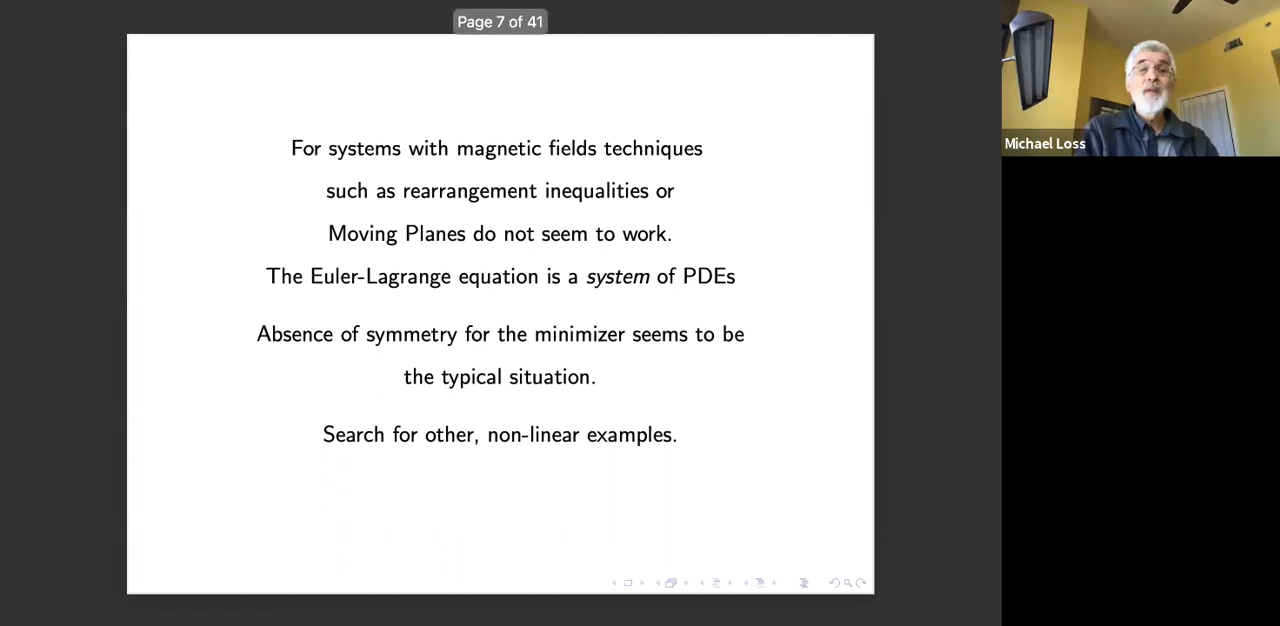 Page 7 of 41
For systems with magnetic fields techniques
such as rearrangement inequalities or
Moving Planes do not seem to work.
The Euler-Lagrange equation is a system of PDEs
Absence of symmetry for the minimizer seems to be
the typical situation.
Search for other, non-linear examples.
Michael Loss